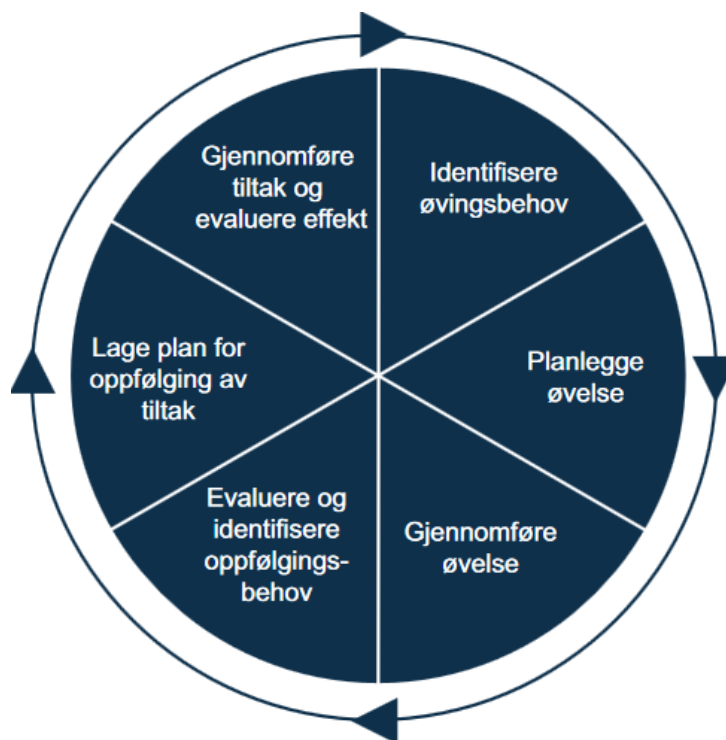 Gjennomføre
tiltak og
evaluere effekt
Identifisere
øvingsbehov
Planlegge
øvelse
Gjennomføre
øvelse
Evaluere og
identifisere
oppfølgings-
behov
Lage plan for
oppfølging av
tiltak